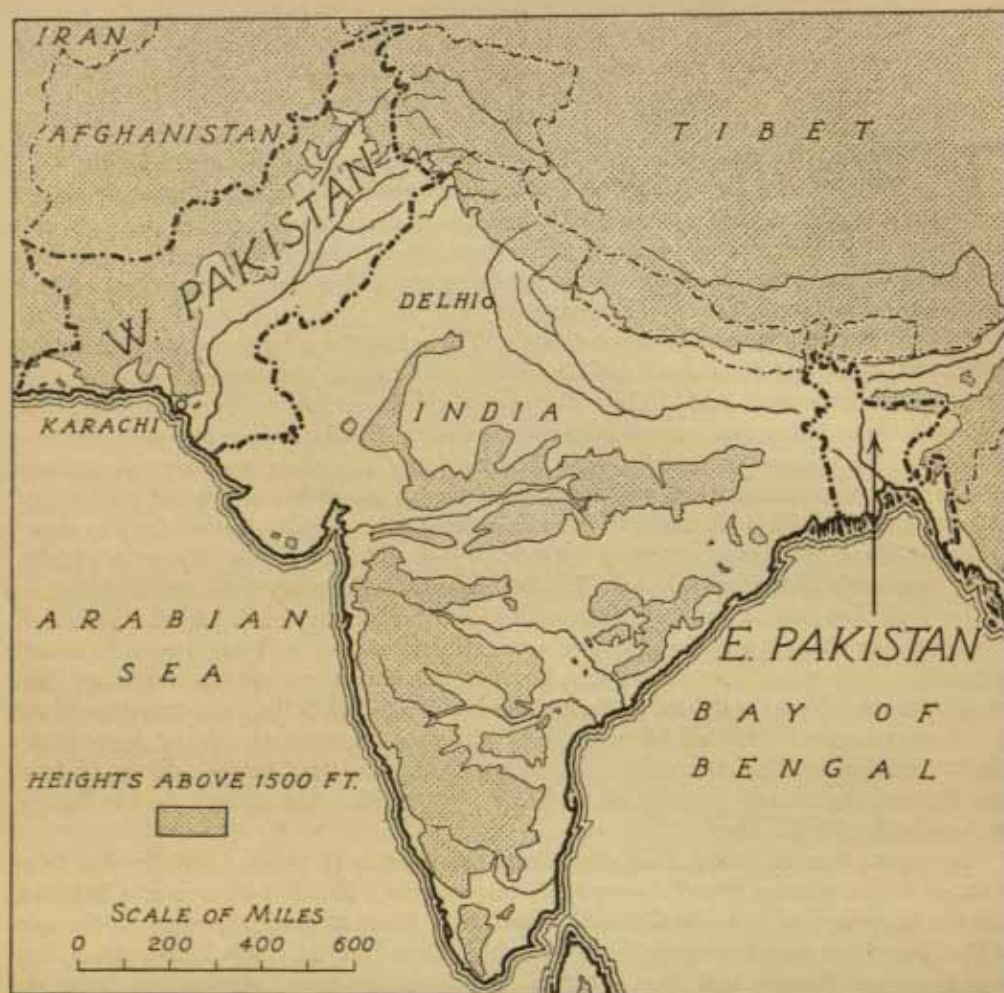 IRAN
AFGHANISTAN
TIBET
W. PAKISTAN
DELHI
KARACHI
INDIA
ARABIAN
SEA
E. PAKISTAN
BAY OF
BENGAL
HEIGHTS ABOVE 1500 FT.
SCALE OF MILES
0 200 400 600